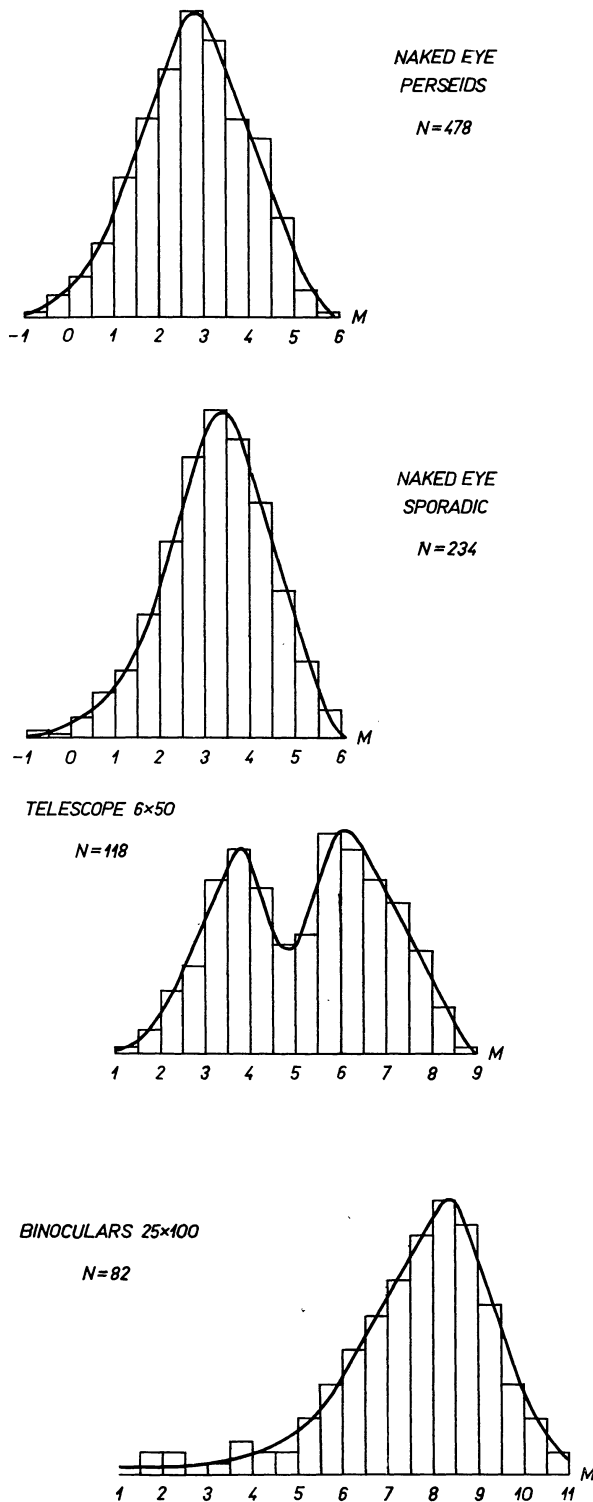 NAKED EYE
PERSEIDS
N=478
-1 0 1 2 3 4 5 6 M
NAKED EYE
SPORADIC
N=234
-1 0 1 2 3 4 5 6 M
TELESCOPE 6×50
N=118
1 2 3 4 5 6 7 8 9 M
BINOCULARS 25×100
N=82
1 2 3 4 5 6 7 8 9 10 11 M